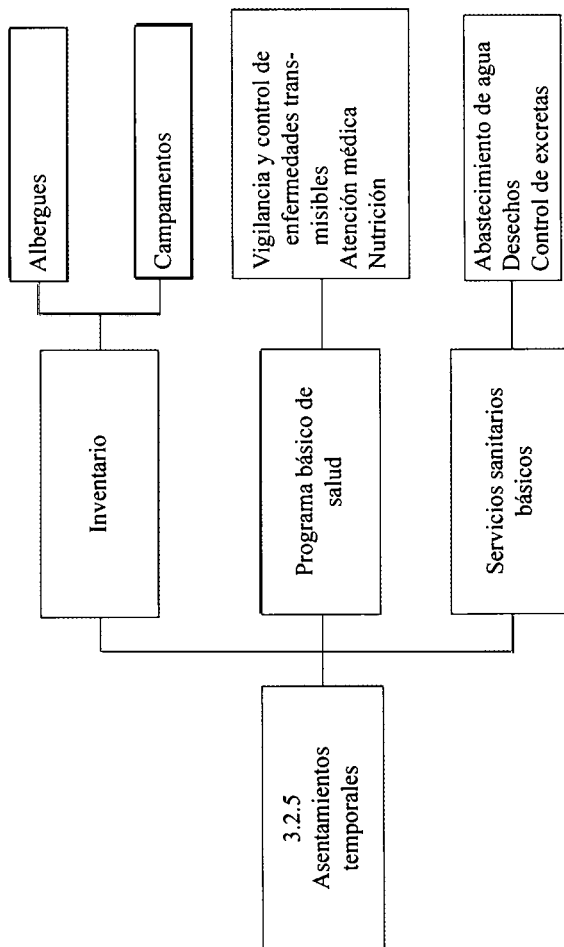 3.2.5
Asentamientos
temporales
Inventario
Albergues
Campamentos
Programa básico de
salud
Vigilancia y control de
enfermedades trans-
misibles
Atención médica
Nutrición
Servicios sanitarios
básicos
Abastecimiento de agua
Desechos
Control de excretas